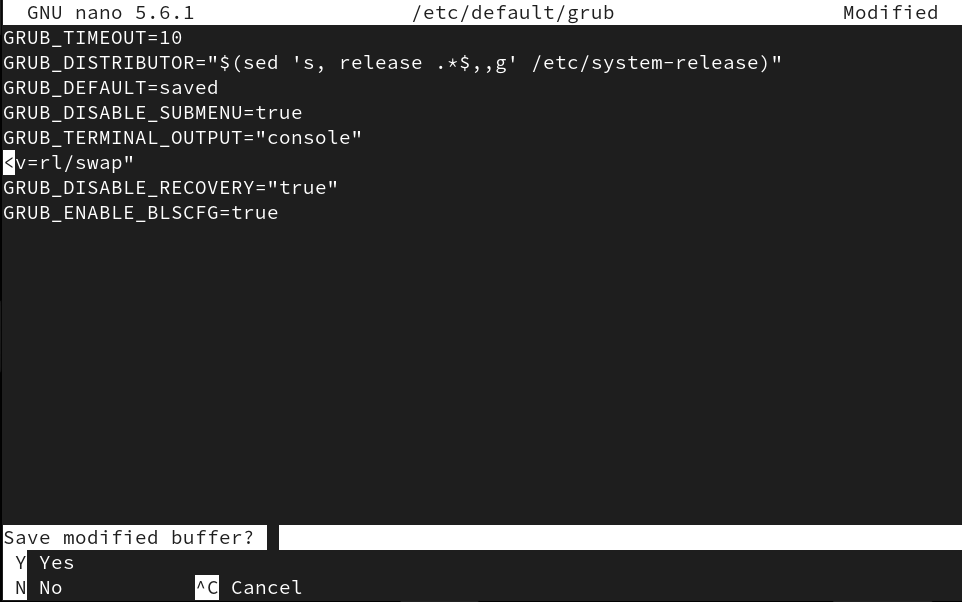 GNU nano 5.6.1 /etc/default/grub Modified
GRUB_TIMEOUT=10
GRUB_DISTRIBUTOR="$(sed 's, release .*$,,g' /etc/system-release)"
GRUB_DEFAULT=saved
GRUB_DISABLE_SUBMENU=true
GRUB_TERMINAL_OUTPUT="console"
<v=rl/swap"
GRUB_DISABLE_RECOVERY="true"
GRUB_ENABLE_BLSCFG=true
Save modified buffer?
Y Yes
N No ^C Cancel